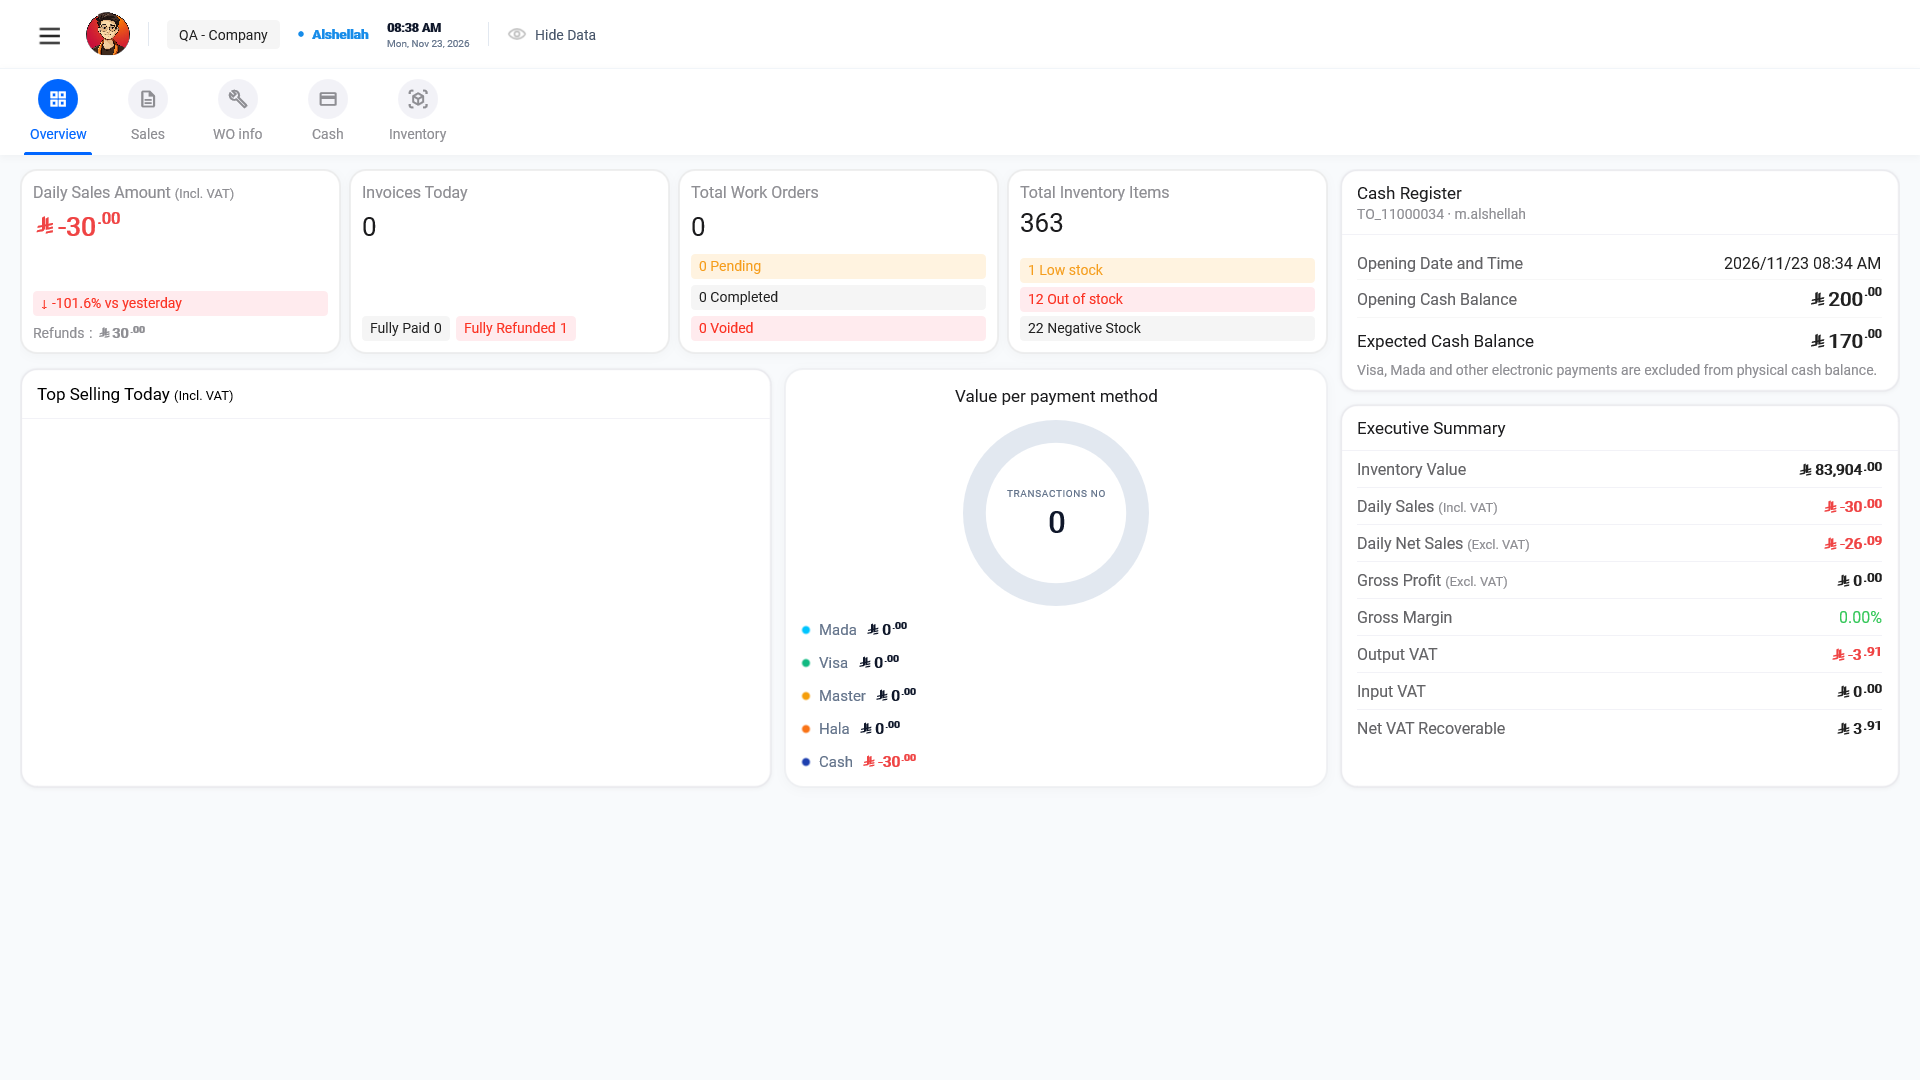 QA - Company
Alshellah
08:38 AM
Mon, Nov 23, 2026
Hide Data
Overview
Sales
WO info
Cash
Inventory
Daily Sales Amount (Incl. VAT)
⃁ -30.00
↓ -101.6% vs yesterday
Refunds : ⃁ 30.00
Invoices Today
0
Fully Paid 0
Fully Refunded 1
Total Work Orders
0
0 Pending
0 Completed
0 Voided
Total Inventory Items
363
1 Low stock
12 Out of stock
22 Negative Stock
Cash Register
TO_11000034 · m.alshellah
Opening Date and Time 2026/11/23 08:34 AM
Opening Cash Balance ⃁ 200.00
Expected Cash Balance ⃁ 170.00
Visa, Mada and other electronic payments are excluded from physical cash balance.
Top Selling Today (Incl. VAT)
Value per payment method
TRANSACTIONS NO
0
Mada ⃁ 0.00
Visa ⃁ 0.00
Master ⃁ 0.00
Hala ⃁ 0.00
Cash ⃁ -30.00
Executive Summary
Inventory Value ⃁ 83,904.00
Daily Sales (Incl. VAT) ⃁ -30.00
Daily Net Sales (Excl. VAT) ⃁ -26.09
Gross Profit (Excl. VAT) ⃁ 0.00
Gross Margin 0.00%
Output VAT ⃁ -3.91
Input VAT ⃁ 0.00
Net VAT Recoverable ⃁ 3.91